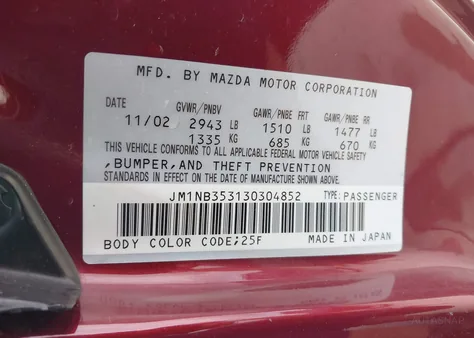 MFD. BY MAZDA MOTOR CORPORATION
DATE GVWR/PNBV GAWR/PNBE FRT GAWR/PNBE RR
11/02 2943 LB 1510 LB 1477 LB
1335 KG 685 KG 670 KG
THIS VEHICLE CONFORMS TO ALL APPLICABLE FEDERAL MOTOR VEHICLE SAFETY
,BUMPER,AND THEFT PREVENTION
STANDARDS IN EFFECT ON THE DATE OF MANUFACTURE SHOWN ABOVE.
JM1NB353130304852 TYPE:PASSENGER
BODY COLOR CODE;25F MADE IN JAPAN
AUTOSNAP